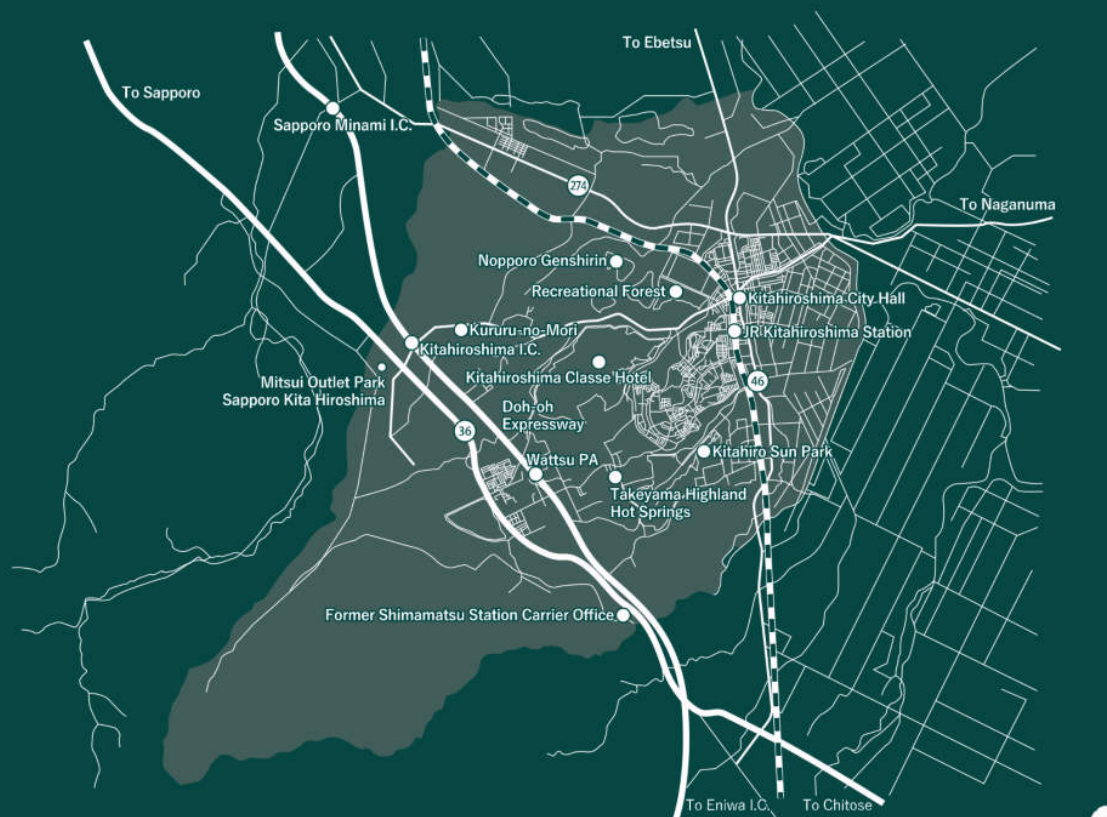 To Ebetsu
To Sapporo
Sapporo Minami I.C.
274
To Naganuma
Nopporo Genshirin
Recreational Forest
Kitahiroshima City Hall
Kururu-no-Mori
JR Kitahiroshima Station
Kitahiroshima I.C.
Kitahiroshima Classe Hotel
Mitsui Outlet Park
Sapporo Kita Hiroshima
46
Doh-oh
Expressway
36
Kitahiro Sun Park
Wattsu PA
Takeyama Highland
Hot Springs
Former Shimamatsu Station Carrier Office
To Eniwa I.C.
To Chitose